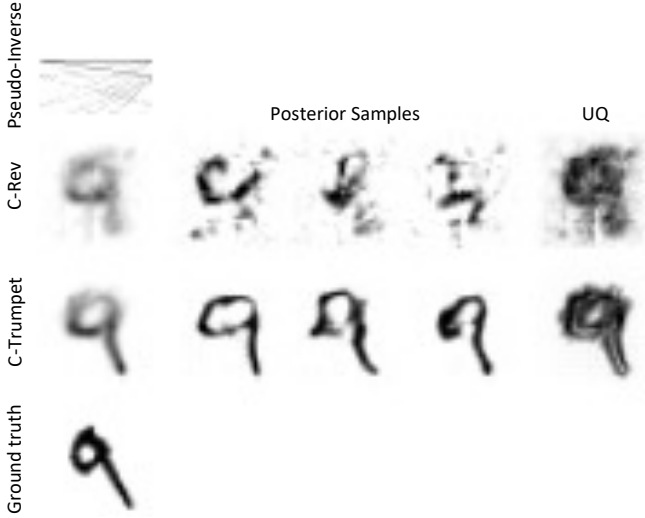 Pseudo-Inverse
Posterior Samples
UQ
C-Rev
C-Trumpet
Ground truth